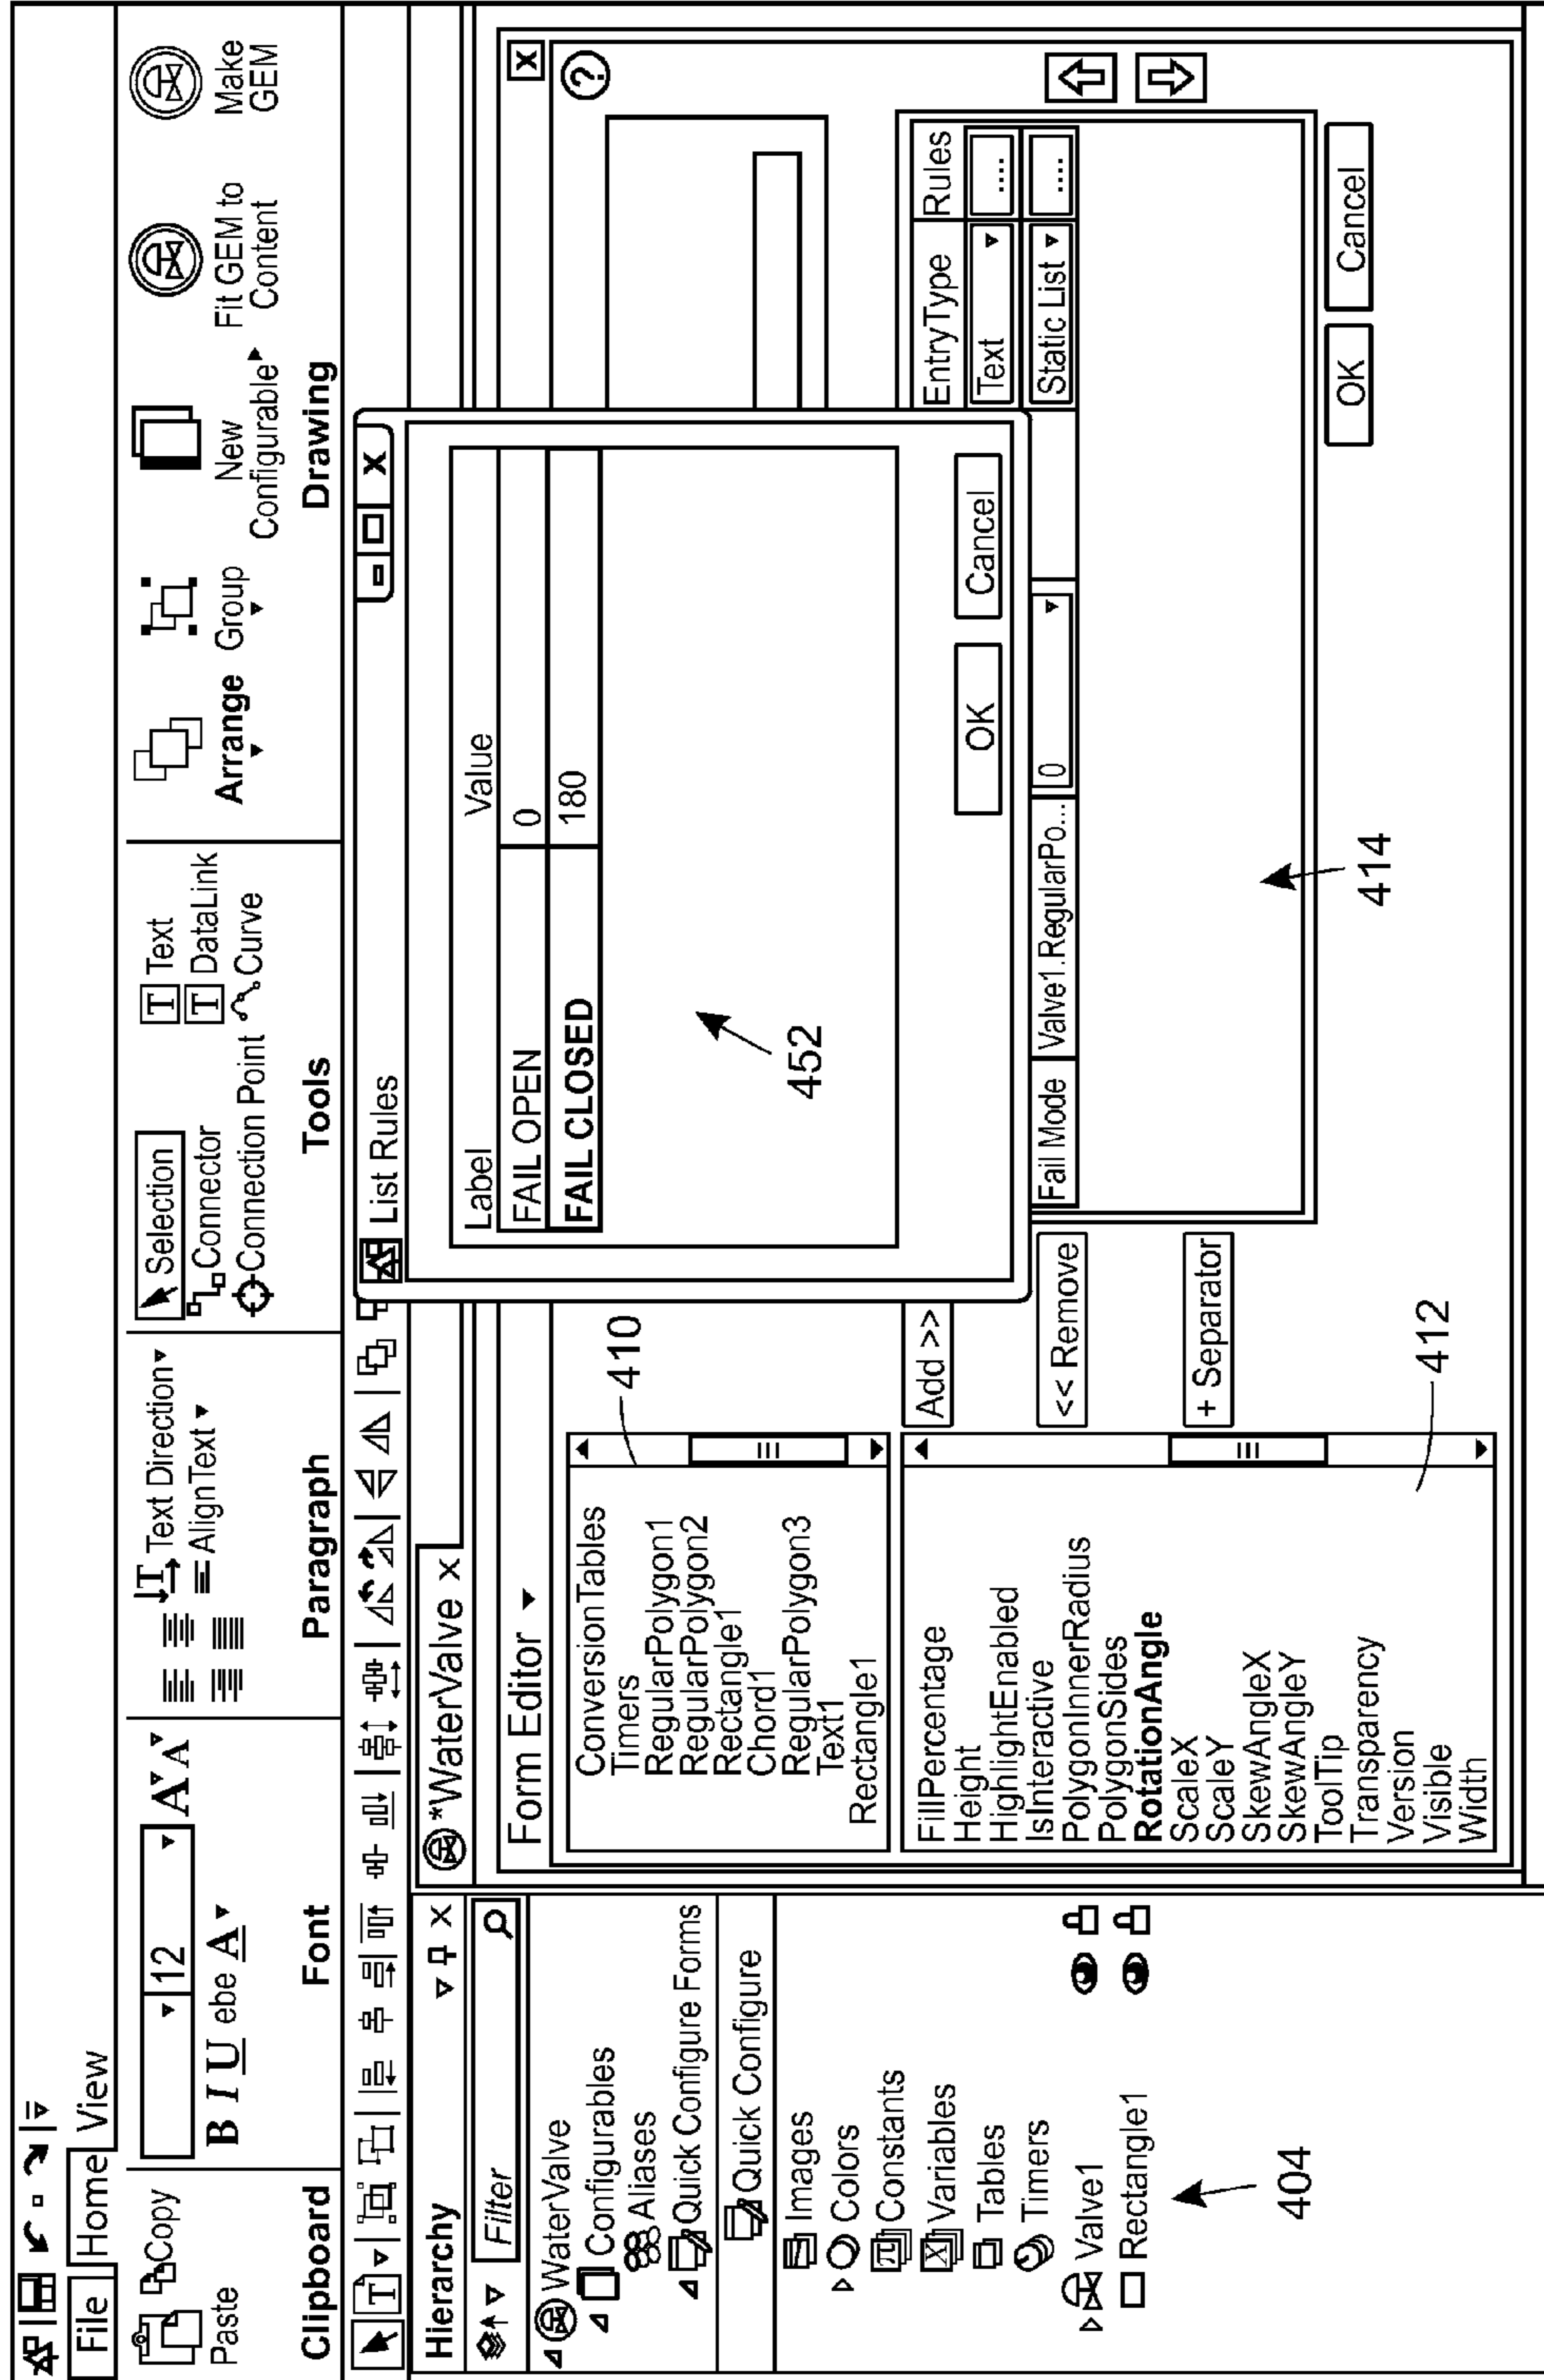 File Home View
Paste
Copy
Clipboard
12
B I U ebe A
A A
Font
Text Direction
Align Text
Paragraph
Selection
Connector
Connection Point
T Text
T DataLink
Curve
Tools
Arrange
Group
New Configurable
Fit GEM to Content
Make GEM
Drawing
Hierarchy
X
Filter
WaterValve
Configurables
Aliases
Quick Configure Forms
Quick Configure
Images
Colors
Constants
Variables
Tables
Timers
Valve1
Rectangle1
404
*WaterValve X
Form Editor
X
?
ConversionTables
Timers
RegularPolygon1
RegularPolygon2
Rectangle1
Chord1
RegularPolygon3
Text1
Rectangle1
410
FillPercentage
Height
HighlightEnabled
IsInteractive
PolygonInnerRadius
PolygonSides
RotationAngle
ScaleX
ScaleY
SkewAngleX
SkewAngleY
ToolTip
Transparency
Version
Visible
Width
412
Add >>
<< Remove
+ Separator
List Rules
X
Label Value
FAIL OPEN 0
FAIL CLOSED 180
452
OK Cancel
EntryType Rules
Text ....
Fail Mode Valve1.RegularPo... 0 Static List ....
414
OK Cancel